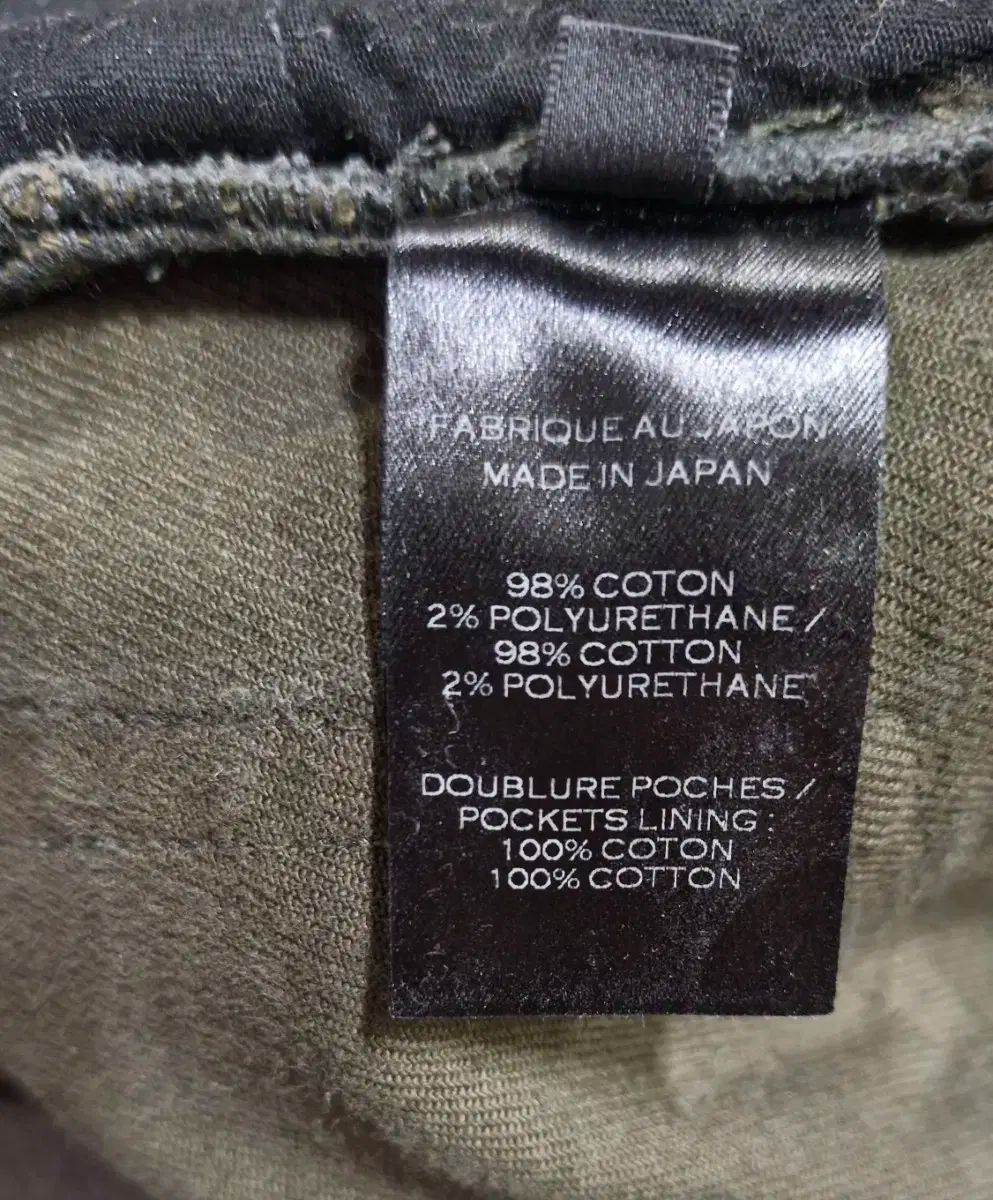 FABRIQUE AU JAPON
MADE IN JAPAN
98% COTON
2% POLYURETHANE /
98% COTTON
2% POLYURETHANE
DOUBLURE POCHES /
POCKETS LINING :
100% COTON
100% COTTON